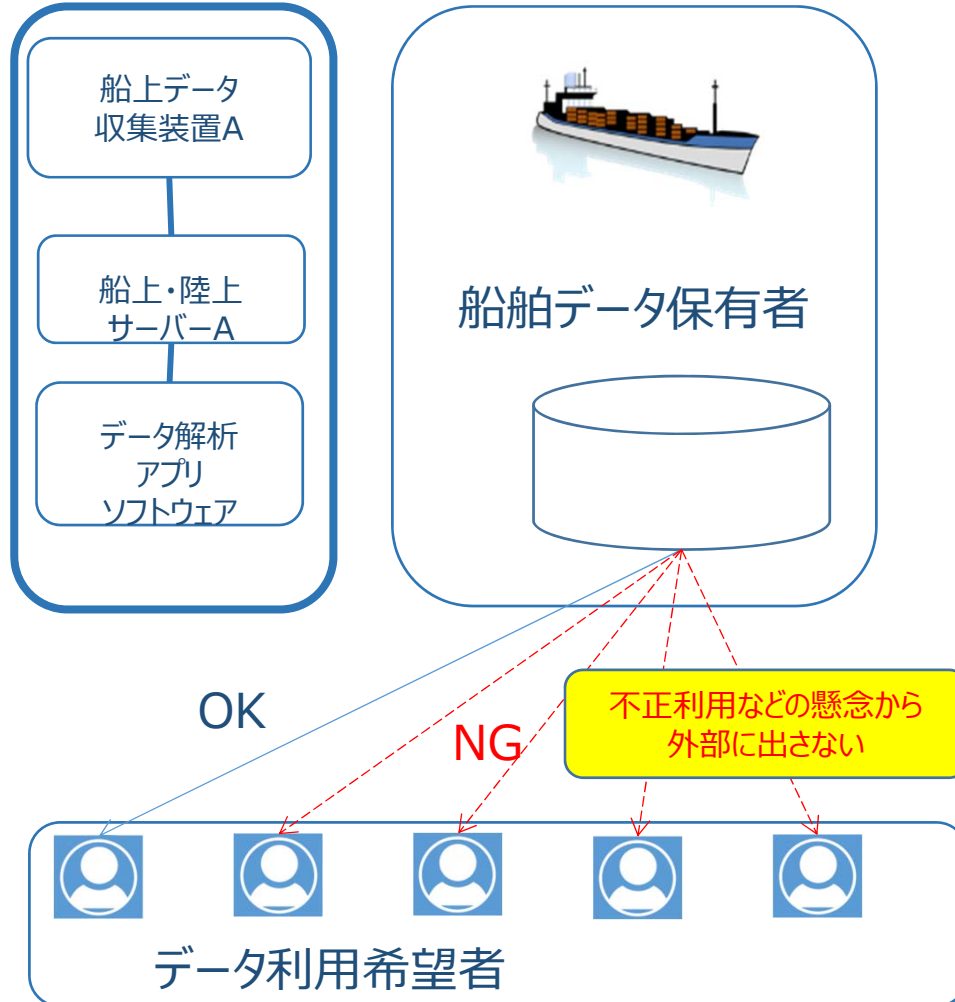 船上データ
収集装置A
船上・陸上
サーバーA
データ解析
アプリ
ソフトウェア
船舶データ保有者
OK
NG
不正利用などの懸念から
外部に出さない
データ利用希望者